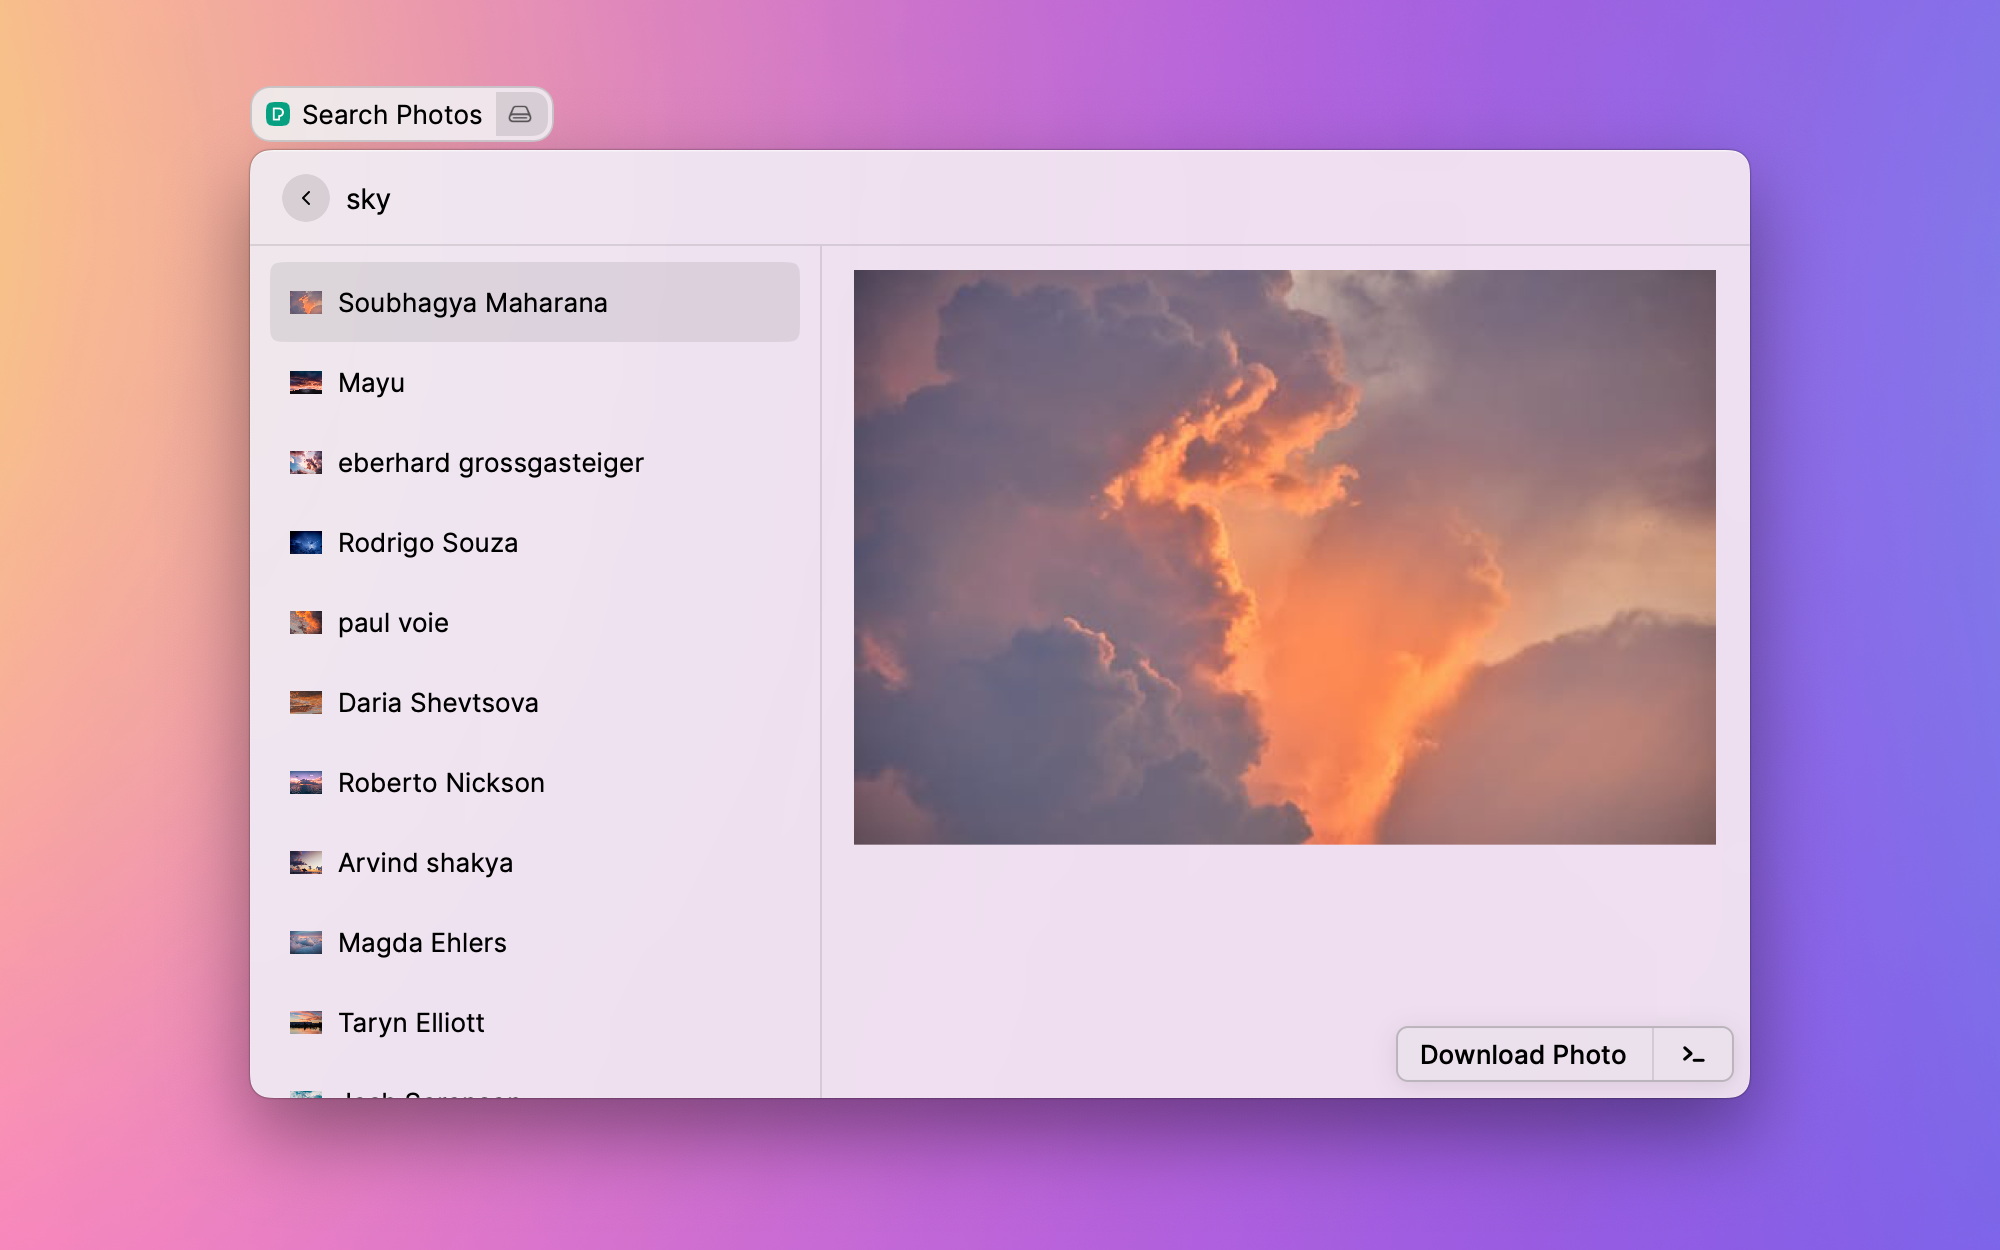 Search Photos
sky
Soubhagya Maharana
Mayu
eberhard grossgasteiger
Rodrigo Souza
paul voie
Daria Shevtsova
Roberto Nickson
Arvind shakya
Magda Ehlers
Taryn Elliott
Download Photo